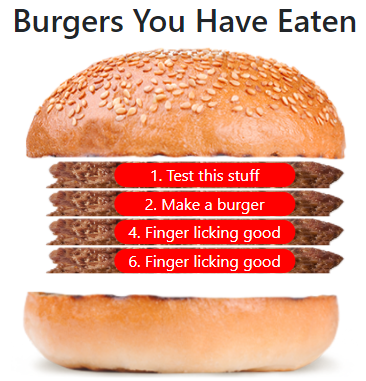 Burgers You Have Eaten
1. Test this stuff
2. Make a burger
4. Finger licking good
6. Finger licking good